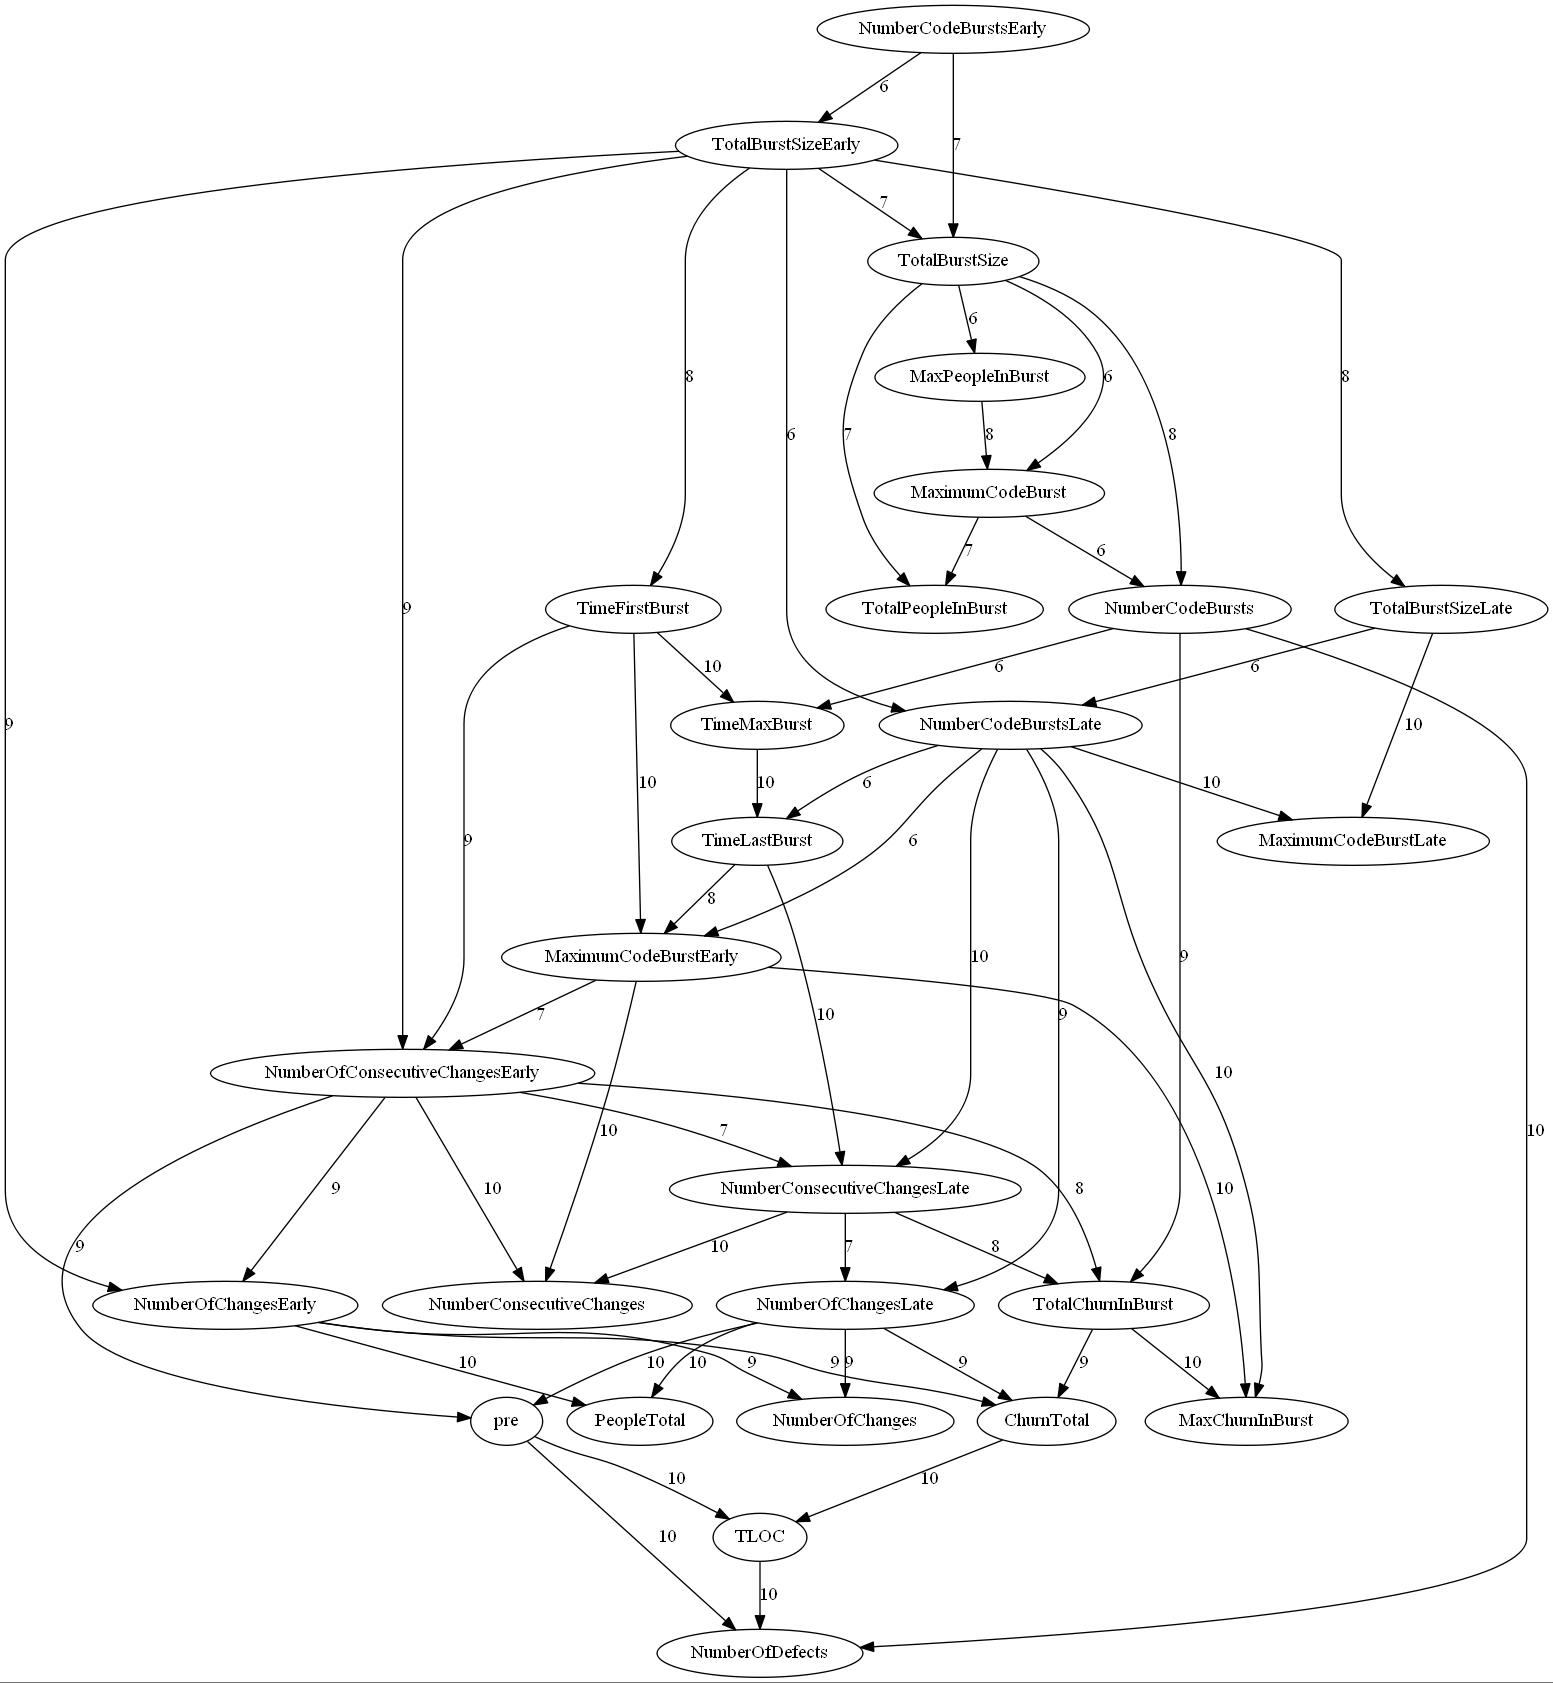 NumberCodeBurstsEarly
6
TotalBurstSizeEarly
7
7
TotalBurstSize
6
8
MaxPeopleInBurst
6
8
6
7
8
8
MaximumCodeBurst
7
6
9
TimeFirstBurst
TotalPeopleInBurst
NumberCodeBursts
TotalBurstSizeLate
10
6
6
9
TimeMaxBurst
NumberCodeBurstsLate
10
10
10
6
10
9
TimeLastBurst
6
MaximumCodeBurstLate
8
MaximumCodeBurstEarly
10
9
7
10
9
NumberOfConsecutiveChangesEarly
10
10
7
10
9
10
NumberConsecutiveChangesLate
8
10
9
10
7
8
NumberOfChangesEarly
NumberConsecutiveChanges
NumberOfChangesLate
TotalChurnInBurst
10
10
10
9
9
9
9
9
10
pre
PeopleTotal
NumberOfChanges
ChurnTotal
MaxChurnInBurst
10
10
10
TLOC
10
NumberOfDefects